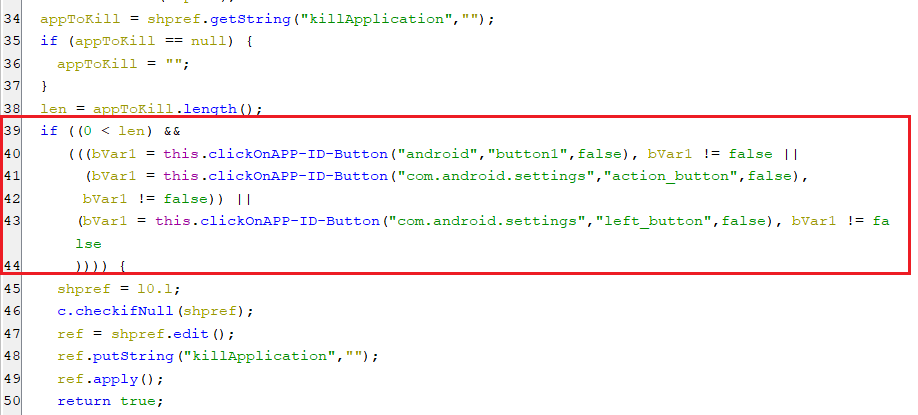 34 appToKill = shpref.getString("killApplication","");
35 if (appToKill == null) {
36 appToKill = "";
37 }
38 len = appToKill.length();
39 if ((0 < len) &&
40 (((bVar1 = this.clickOnAPP-ID-Button("android","button1",false), bVar1 != false ||
41 (bVar1 = this.clickOnAPP-ID-Button("com.android.settings","action_button",false),
42 bVar1 != false)) ||
43 (bVar1 = this.clickOnAPP-ID-Button("com.android.settings","left_button",false), bVar1 != fa
lse
44 )))) {
45 shpref = l0.l;
46 c.checkifNull(shpref);
47 ref = shpref.edit();
48 ref.putString("killApplication","");
49 ref.apply();
50 return true;